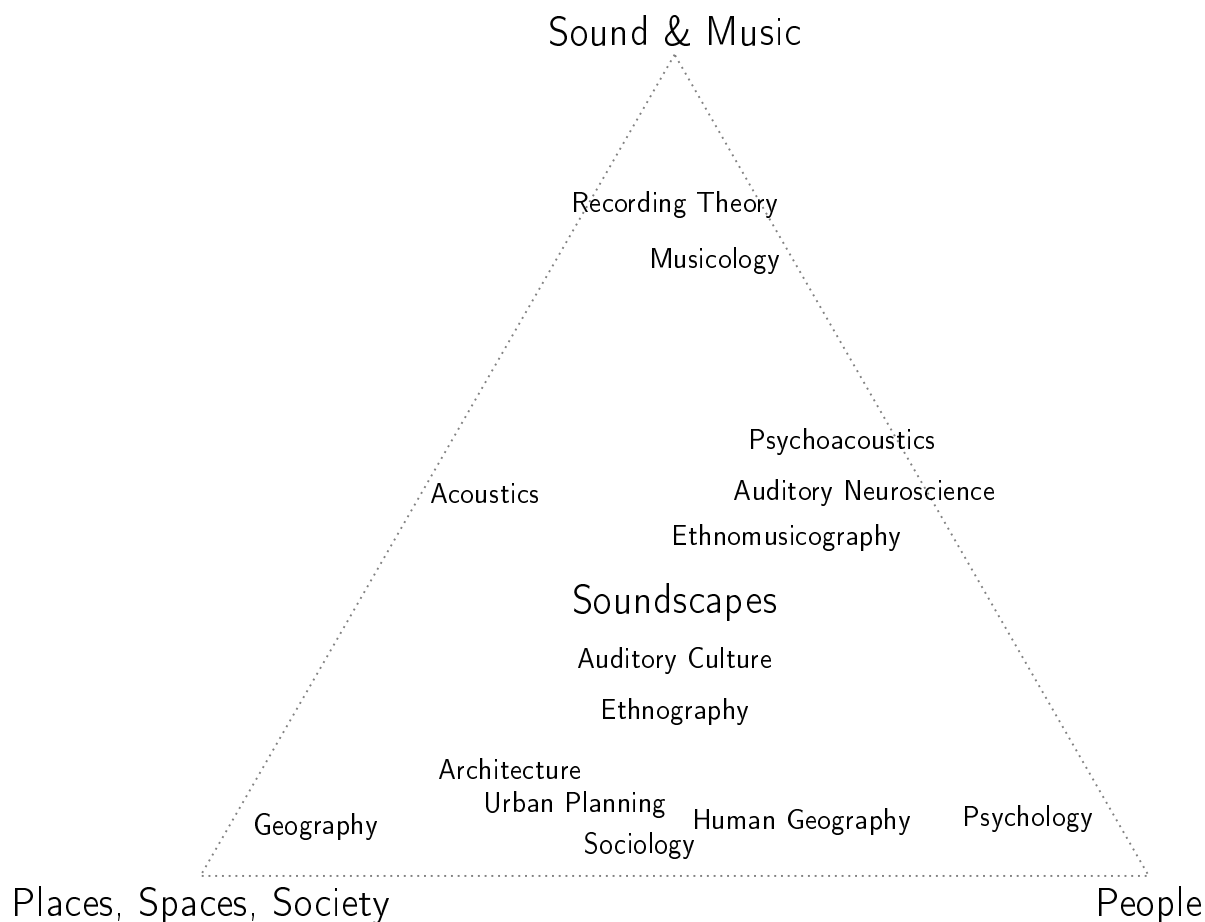 Sound & Music
Recording Theory
Musicology
Psychoacoustics
Auditory Neuroscience
Acoustics
Ethnomusicography
Soundscapes
Auditory Culture
Ethnography
Architecture
Urban Planning
Human Geography
Psychology
Geography
Sociology
Places, Spaces, Society
People